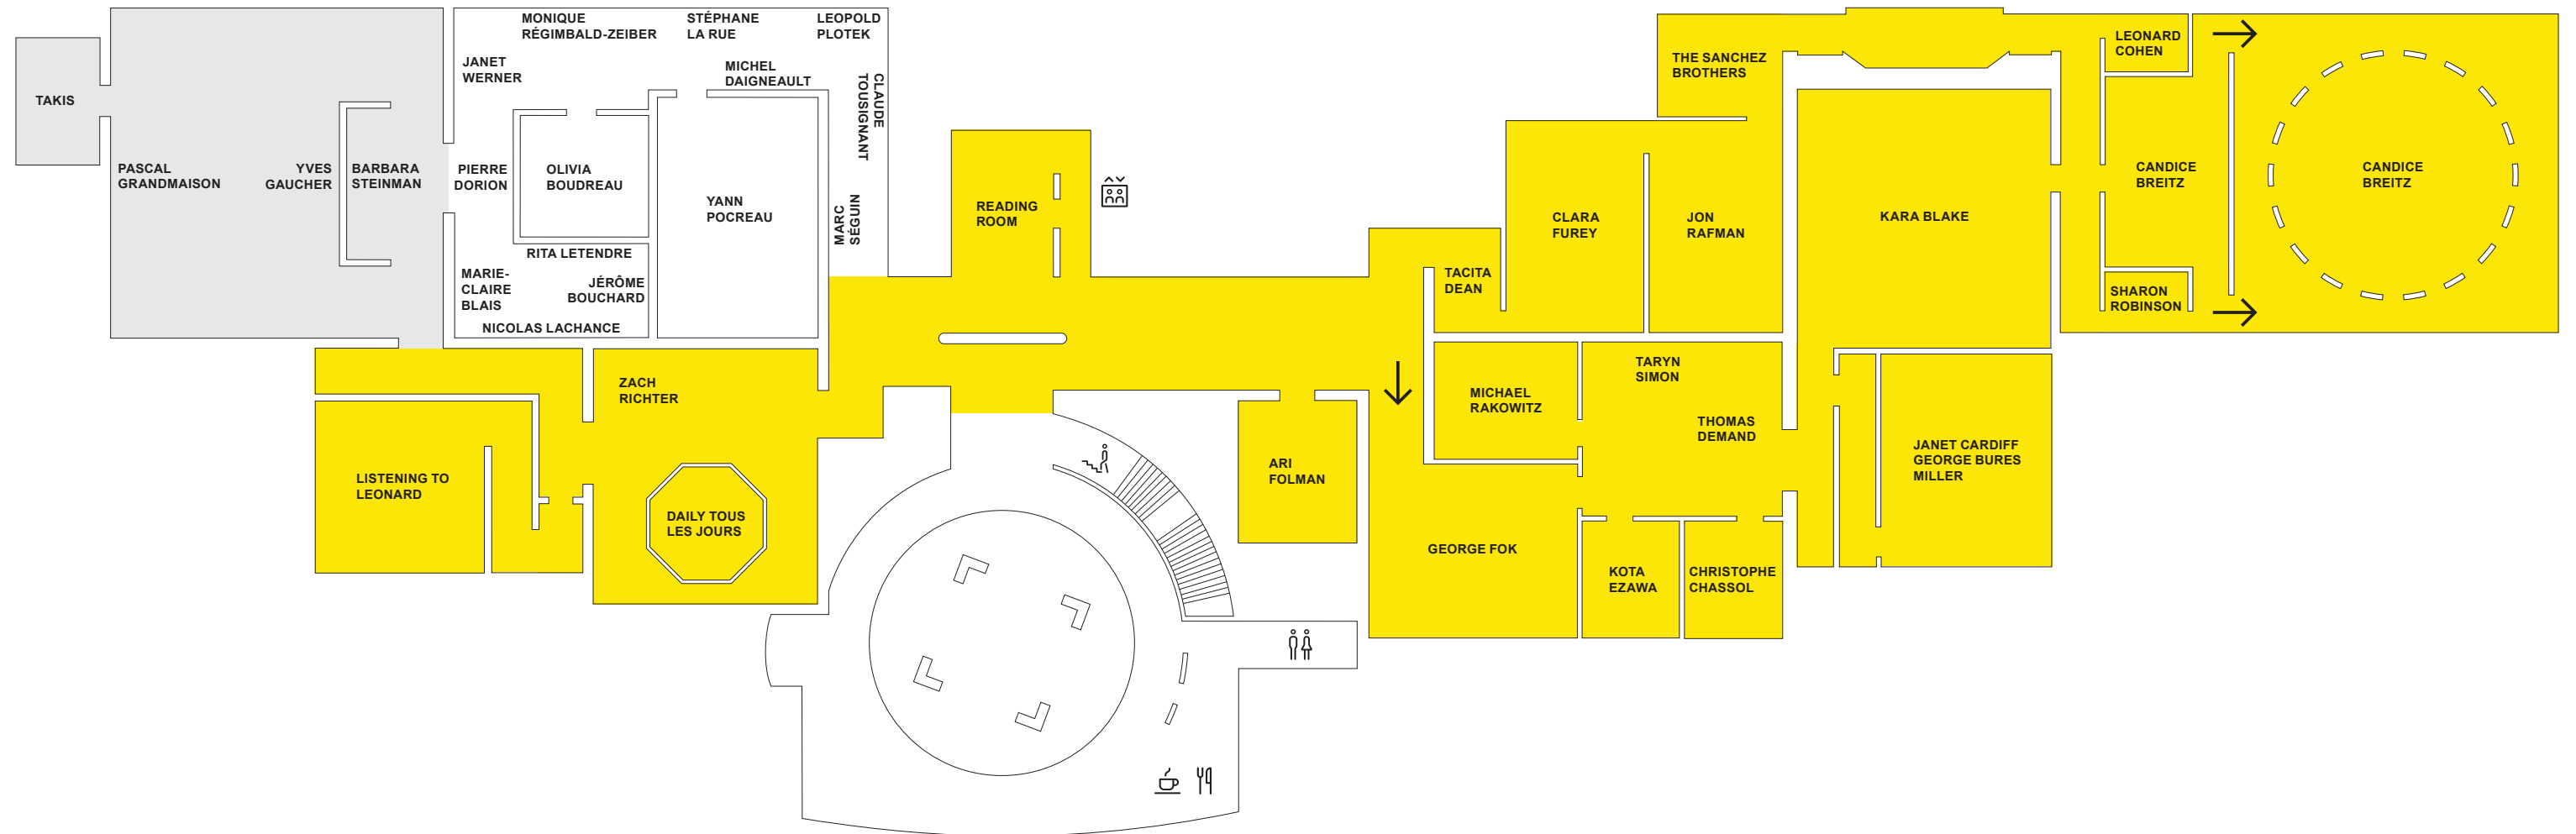 TAKIS
PASCAL
GRANDMAISON
YVES
GAUCHER
BARBARA
STEINMAN
MONIQUE
RÉGIMBALD-ZEIBER
STÉPHANE
LA RUE
LEOPOLD
PLOTEK
JANET
WERNER
MICHEL
DAIGNEAULT
CLAUDE
TOUSIGNANT
PIERRE
DORION
OLIVIA
BOUDREAU
YANN
POCREAU
MARC
SÉGUIN
RITA LETENDRE
MARIE-
CLAIRE
BLAIS
JÉRÔME
BOUCHARD
NICOLAS LACHANCE
ZACH
RICHTER
LISTENING TO
LEONARD
DAILY TOUS
LES JOURS
READING
ROOM
ARI
FOLMAN
TACITA
DEAN
CLARA
FUREY
JON
RAFMAN
THE SANCHEZ
BROTHERS
MICHAEL
RAKOWITZ
TARYN
SIMON
THOMAS
DEMAND
GEORGE FOK
KOTA
EZAWA
CHRISTOPHE
CHASSOL
KARA BLAKE
JANET CARDIFF
GEORGE BURES
MILLER
LEONARD
COHEN
CANDICE
BREITZ
SHARON
ROBINSON
CANDICE
BREITZ